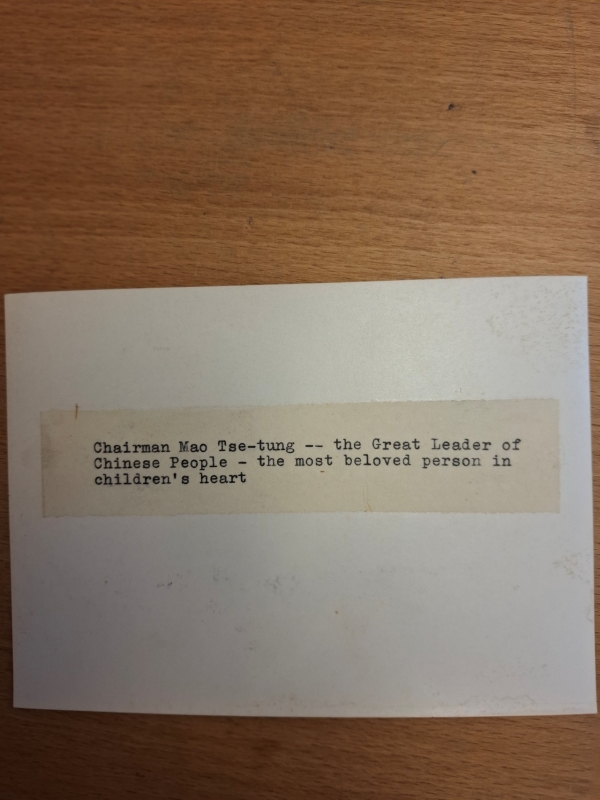 Chairman Mao Tse-tung -- the Great Leader of
Chinese People - the most beloved person in
children's heart